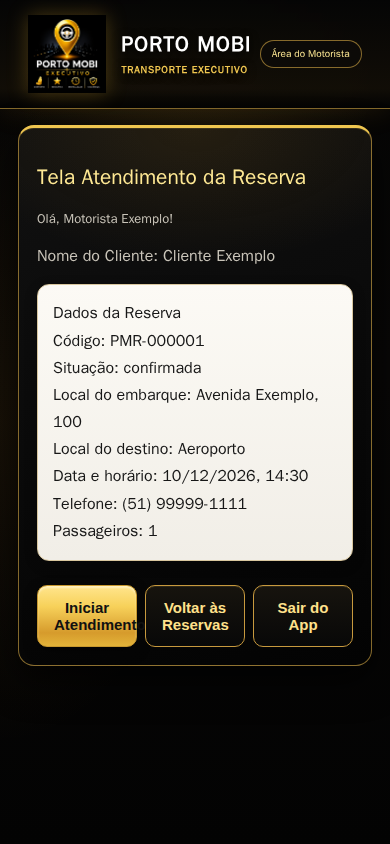 PORTO MOBI
EXECUTIVO
PORTO MOBI
TRANSPORTE EXECUTIVO
Área do Motorista
Tela Atendimento da Reserva
Olá, Motorista Exemplo!
Nome do Cliente: Cliente Exemplo
Dados da Reserva
Código: PMR-000001
Situação: confirmada
Local do embarque: Avenida Exemplo,
100
Local do destino: Aeroporto
Data e horário: 10/12/2026, 14:30
Telefone: (51) 99999-1111
Passageiros: 1
Iniciar
Atendiment
Voltar às
Reservas
Sair do
App